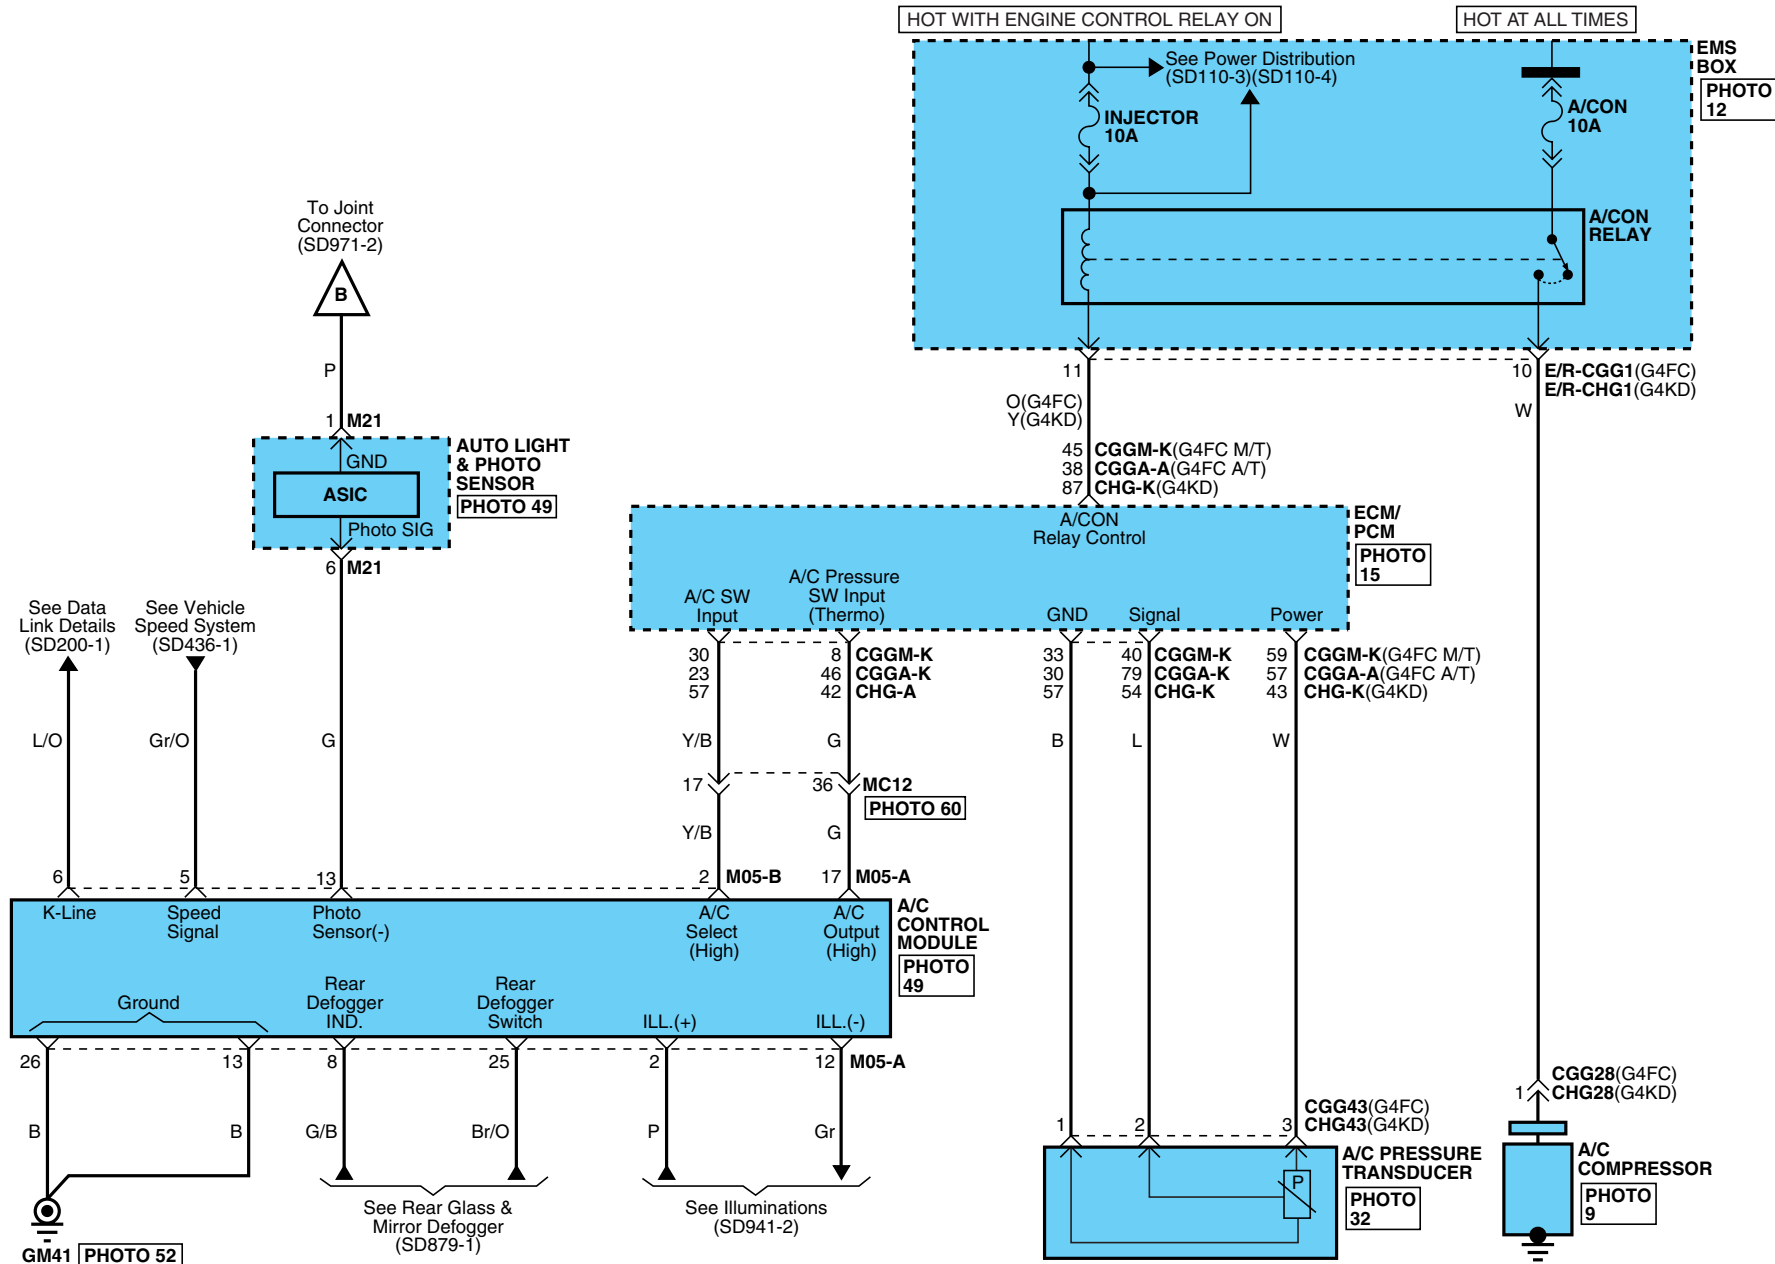 HOT WITH ENGINE CONTROL RELAY ON
HOT AT ALL TIMES
See Power Distribution
(SD110-3)(SD110-4)
INJECTOR
10A
A/CON
10A
EMS
BOX
PHOTO
12
A/CON
RELAY
To Joint
Connector
(SD971-2)
B
P
1 M21
GND
ASIC
Photo SIG
AUTO LIGHT
& PHOTO
SENSOR
PHOTO 49
6 M21
11
10 E/R-CGG1(G4FC)
E/R-CHG1(G4KD)
O(G4FC)
Y(G4KD)
W
45 CGGM-K(G4FC M/T)
38 CGGA-A(G4FC A/T)
87 CHG-K(G4KD)
A/CON
Relay Control
ECM/
PCM
PHOTO
15
A/C SW
Input
A/C Pressure
SW Input
(Thermo)
GND
Signal
Power
See Data
Link Details
(SD200-1)
See Vehicle
Speed System
(SD436-1)
30 8 CGGM-K 33 40 CGGM-K 59 CGGM-K(G4FC M/T)
23 46 CGGA-K 30 79 CGGA-K 57 CGGA-A(G4FC A/T)
57 42 CHG-A 57 54 CHG-K 43 CHG-K(G4KD)
L/O Gr/O G Y/B G B L W
17 36 MC12
PHOTO 60
Y/B G
6 5 13 2 M05-B 17 M05-A
K-Line
Speed
Signal
Photo
Sensor(-)
A/C
Select
(High)
A/C
Output
(High)
A/C
CONTROL
MODULE
PHOTO
49
Ground
Rear
Defogger
IND.
Rear
Defogger
Switch
ILL.(+)
ILL.(-)
26 13 8 25 2 12 M05-A
B B G/B Br/O P Gr
GM41 PHOTO 52
See Rear Glass &
Mirror Defogger
(SD879-1)
See Illuminations
(SD941-2)
1 2 3
CGG43(G4FC)
CHG43(G4KD)
P
A/C PRESSURE
TRANSDUCER
PHOTO
32
CGG28(G4FC)
1 CHG28(G4KD)
A/C
COMPRESSOR
PHOTO
9